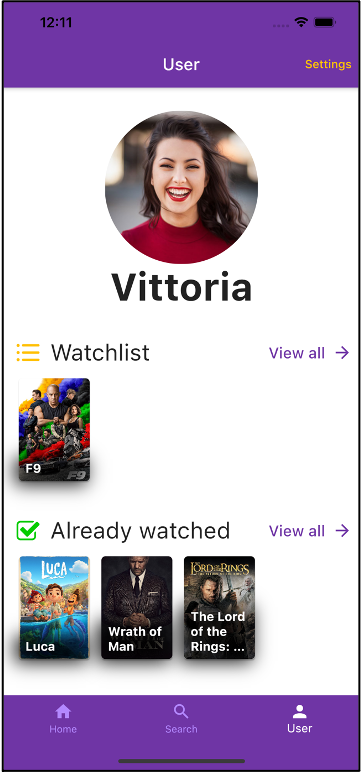 12:11
User
Settings
Vittoria
Watchlist
View all
F9
F9
Already watched
View all
LUCA
Luca
Wrath of
Man
MAN
THE
LORD
OF THE
RINGS
The Lord
of the
Rings: ...
Home
Search
User